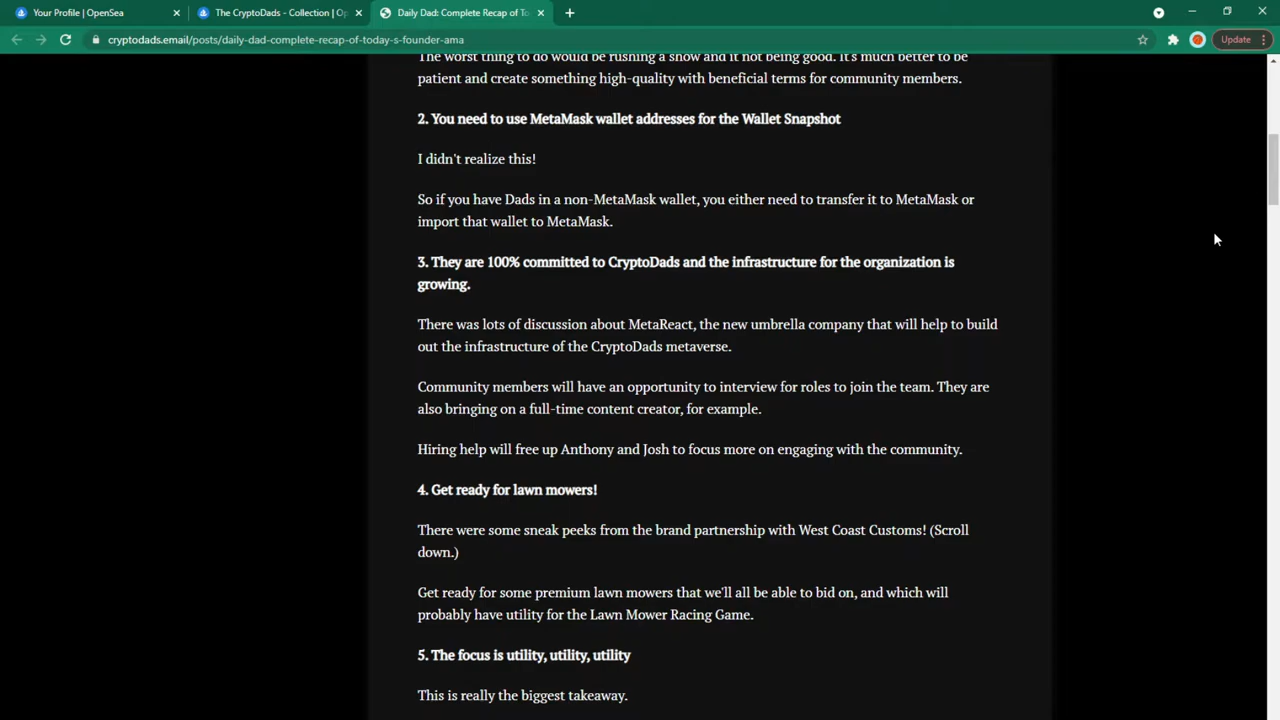 Your Profile | OpenSea
The CryptoDads - Collection | Op
Daily Dad: Complete Recap of To
cryptodads.email/posts/daily-dad-complete-recap-of-today-s-founder-ama
Update
The worst thing to do would be rushing a show and it not being good. It's much better to be
patient and create something high-quality with beneficial terms for community members.
2. You need to use MetaMask wallet addresses for the Wallet Snapshot
I didn't realize this!
So if you have Dads in a non-MetaMask wallet, you either need to transfer it to MetaMask or
import that wallet to MetaMask.
3. They are 100% committed to CryptoDads and the infrastructure for the organization is
growing.
There was lots of discussion about MetaReact, the new umbrella company that will help to build
out the infrastructure of the CryptoDads metaverse.
Community members will have an opportunity to interview for roles to join the team. They are
also bringing on a full-time content creator, for example.
Hiring help will free up Anthony and Josh to focus more on engaging with the community.
4. Get ready for lawn mowers!
There were some sneak peeks from the brand partnership with West Coast Customs! (Scroll
down.)
Get ready for some premium lawn mowers that we'll all be able to bid on, and which will
probably have utility for the Lawn Mower Racing Game.
5. The focus is utility, utility, utility
This is really the biggest takeaway.